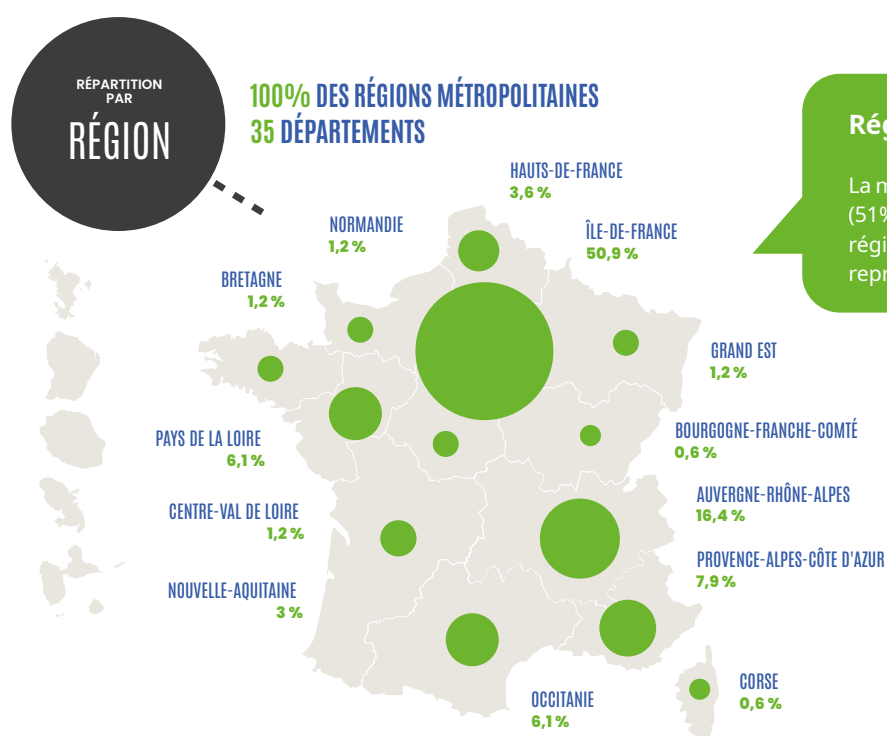 RÉPARTITION
PAR
RÉGION
100% DES RÉGIONS MÉTROPOLITAINES
35 DÉPARTEMENTS
HAUTS-DE-FRANCE
3,6 %
NORMANDIE
1,2 %
ÎLE-DE-FRANCE
50,9 %
BRETAGNE
1,2 %
GRAND EST
1,2 %
PAYS DE LA LOIRE
6,1 %
BOURGOGNE-FRANCHE-COMTÉ
0,6 %
CENTRE-VAL DE LOIRE
1,2 %
AUVERGNE-RHÔNE-ALPES
16,4 %
PROVENCE-ALPES-CÔTE D'AZUR
7,9 %
NOUVELLE-AQUITAINE
3 %
CORSE
0,6 %
OCCITANIE
6,1 %
La
(51%